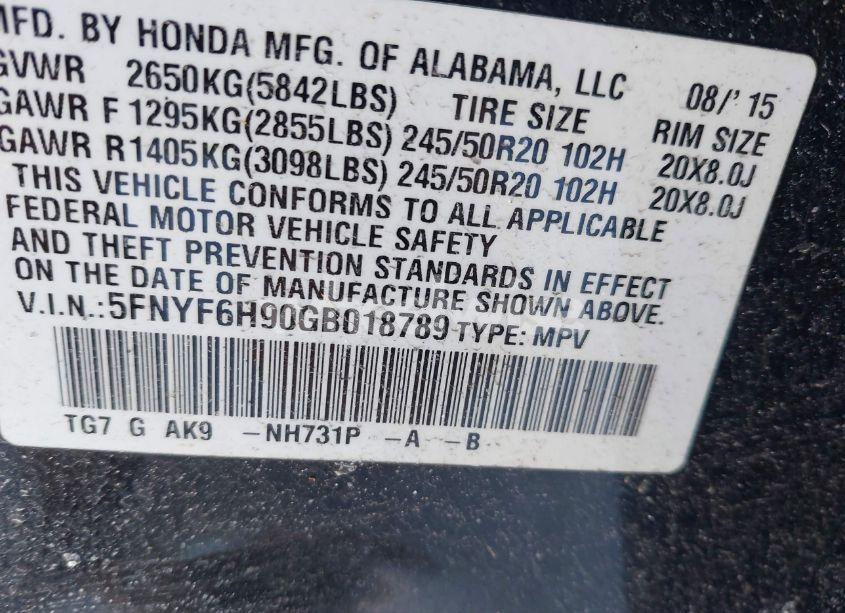 MFD. BY HONDA MFG. OF ALABAMA, LLC 08/'15
GVWR 2650KG(5842LBS) TIRE SIZE RIM SIZE
GAWR F 1295KG(2855LBS) 245/50R20 102H 20X8.0J
GAWR R1405KG(3098LBS) 245/50R20 102H 20X8.0J
THIS VEHICLE CONFORMS TO ALL APPLICABLE
FEDERAL MOTOR VEHICLE SAFETY
AND THEFT PREVENTION STANDARDS IN EFFECT
ON THE DATE OF MANUFACTURE SHOWN ABOVE.
V.I.N.:5FNYF6H90GB018789 TYPE: MPV
TG7 G AK9 -NH731P -A -B